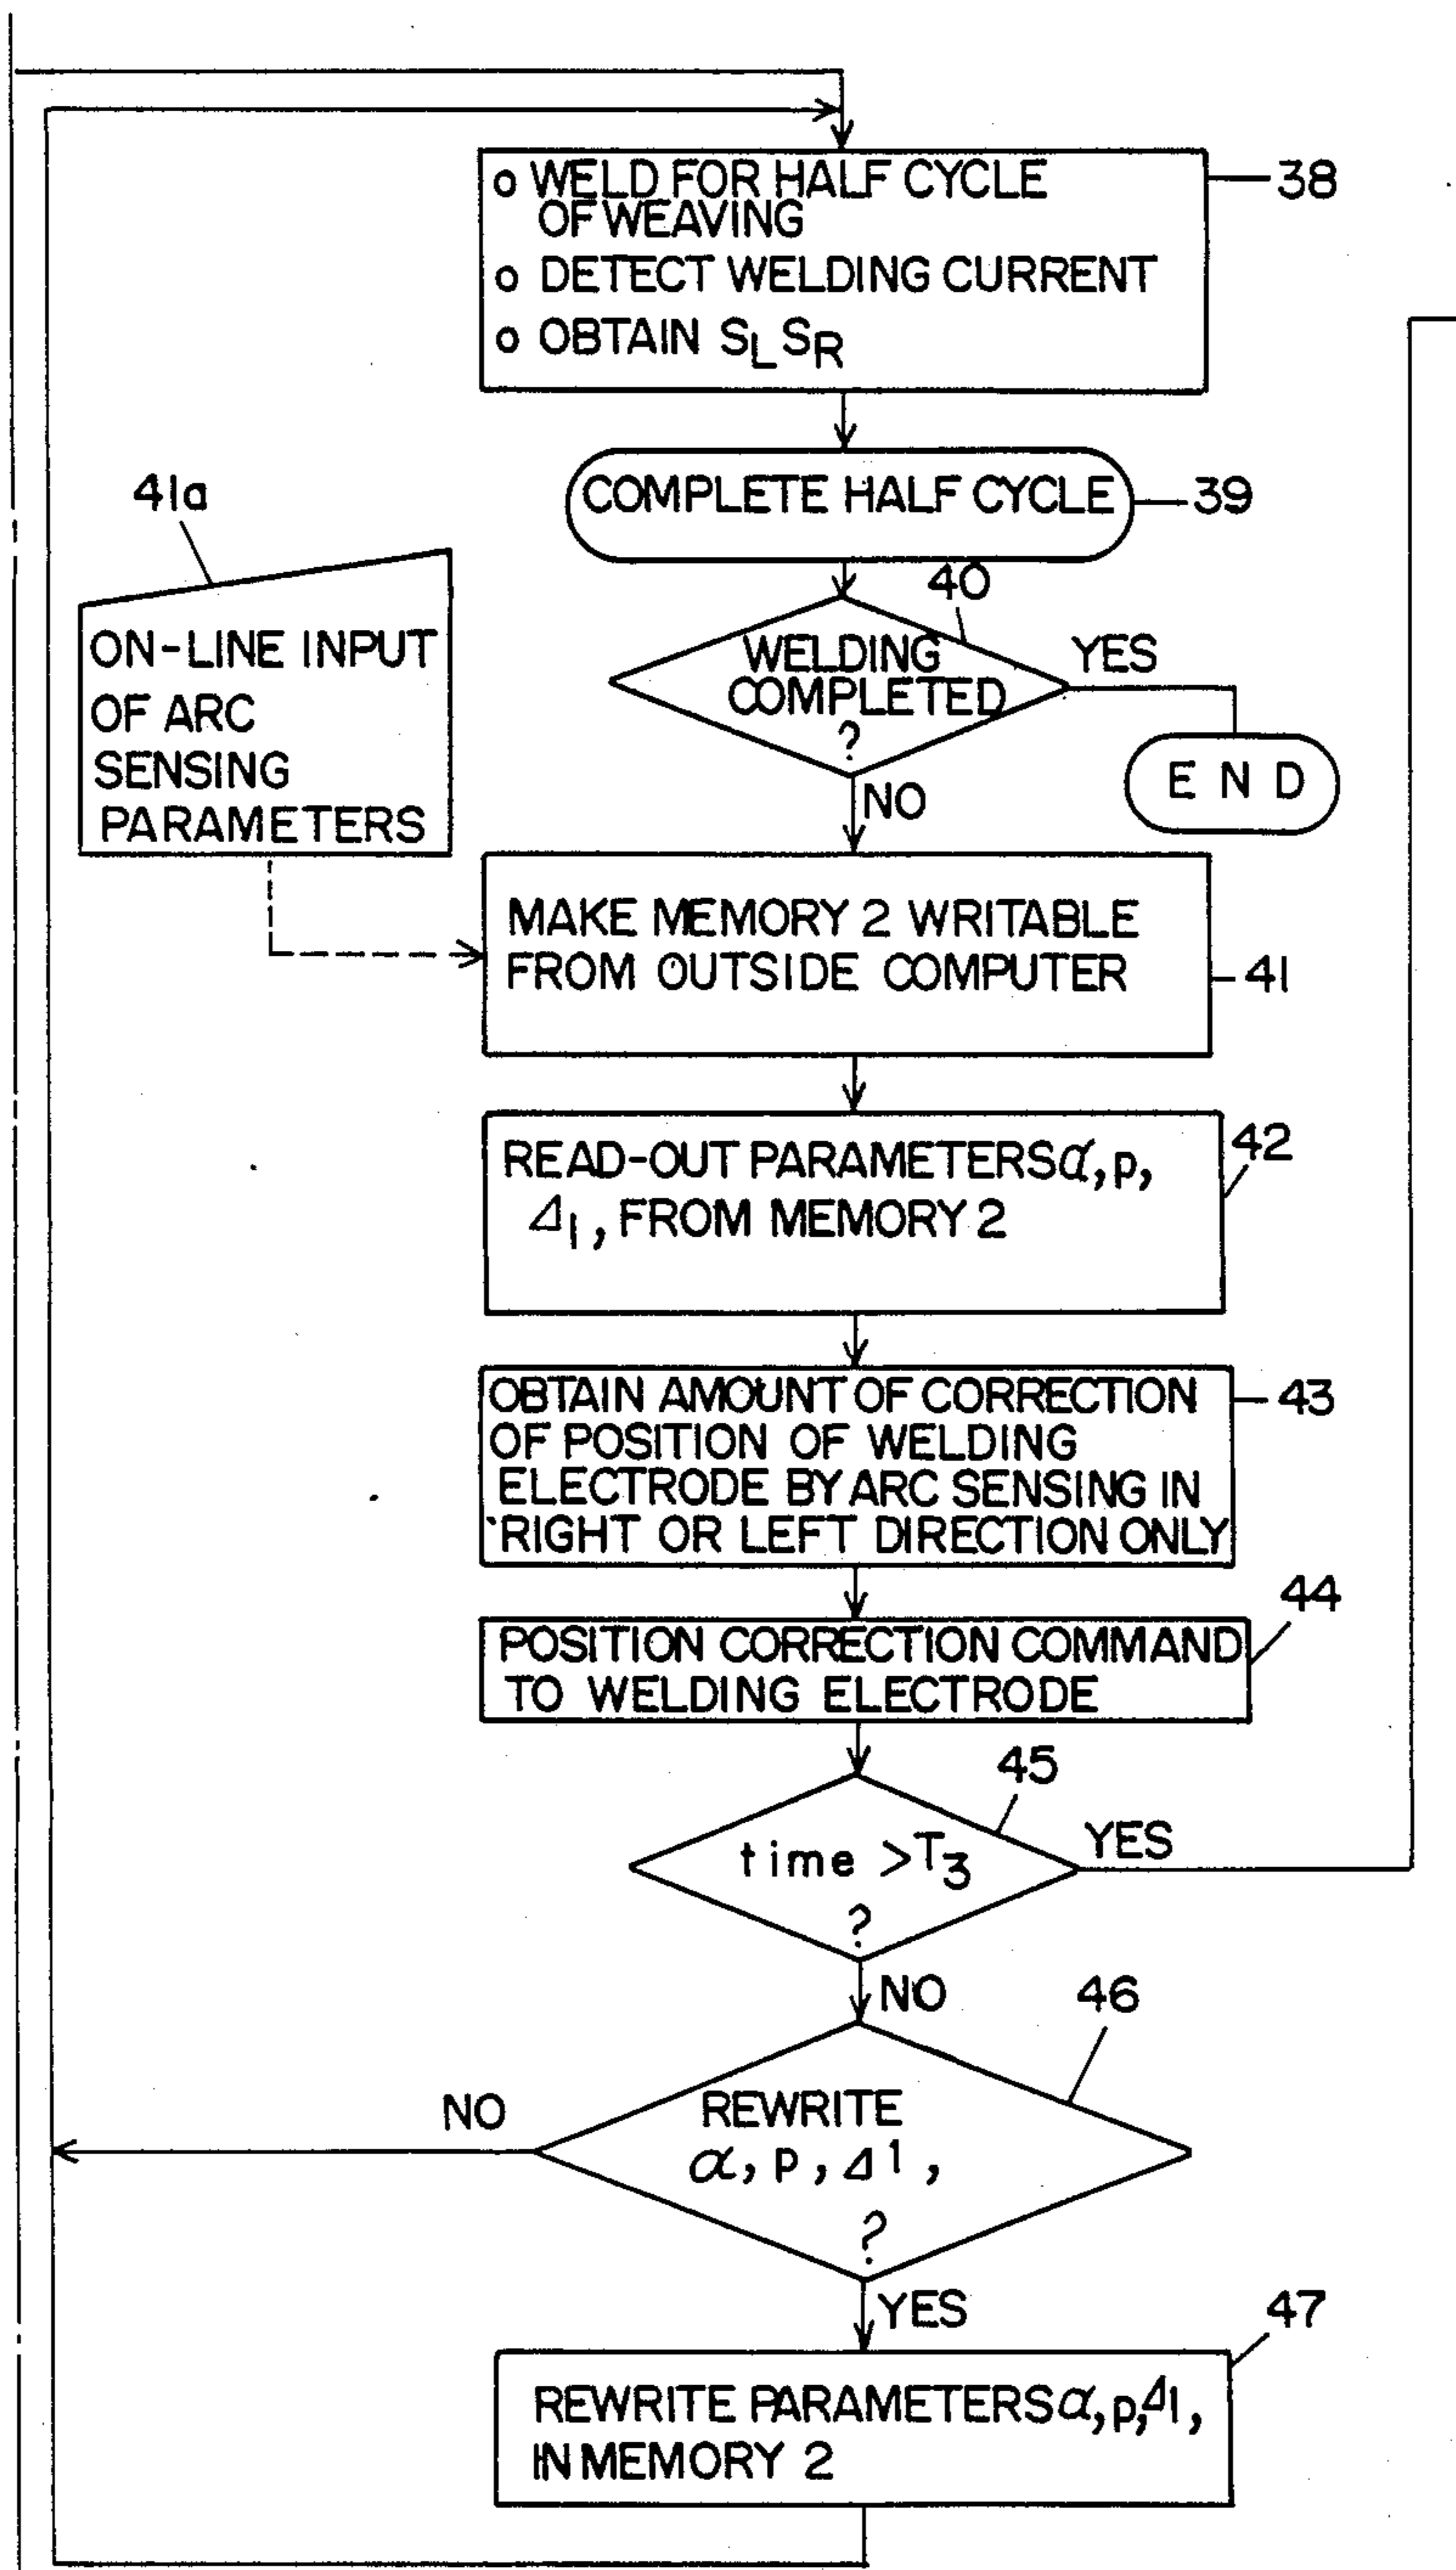 o WELD FOR HALF CYCLE
OF WEAVING
o DETECT WELDING CURRENT
o OBTAIN SL SR
38
COMPLETE HALF CYCLE
39
41a
40
ON-LINE INPUT
OF ARC
SENSING
PARAMETERS
WELDING
COMPLETED
?
YES
END
NO
MAKE MEMORY 2 WRITABLE
FROM OUTSIDE COMPUTER
41
READ-OUT PARAMETERS α, p,
Δ1, FROM MEMORY 2
42
OBTAIN AMOUNT OF CORRECTION
OF POSITION OF WELDING
ELECTRODE BY ARC SENSING IN
RIGHT OR LEFT DIRECTION ONLY
43
POSITION CORRECTION COMMAND
TO WELDING ELECTRODE
44
45
time >T3
?
YES
NO
46
REWRITE
α, p, Δ1,
?
NO
YES
47
REWRITE PARAMETERS α, p, Δ1,
IN MEMORY 2